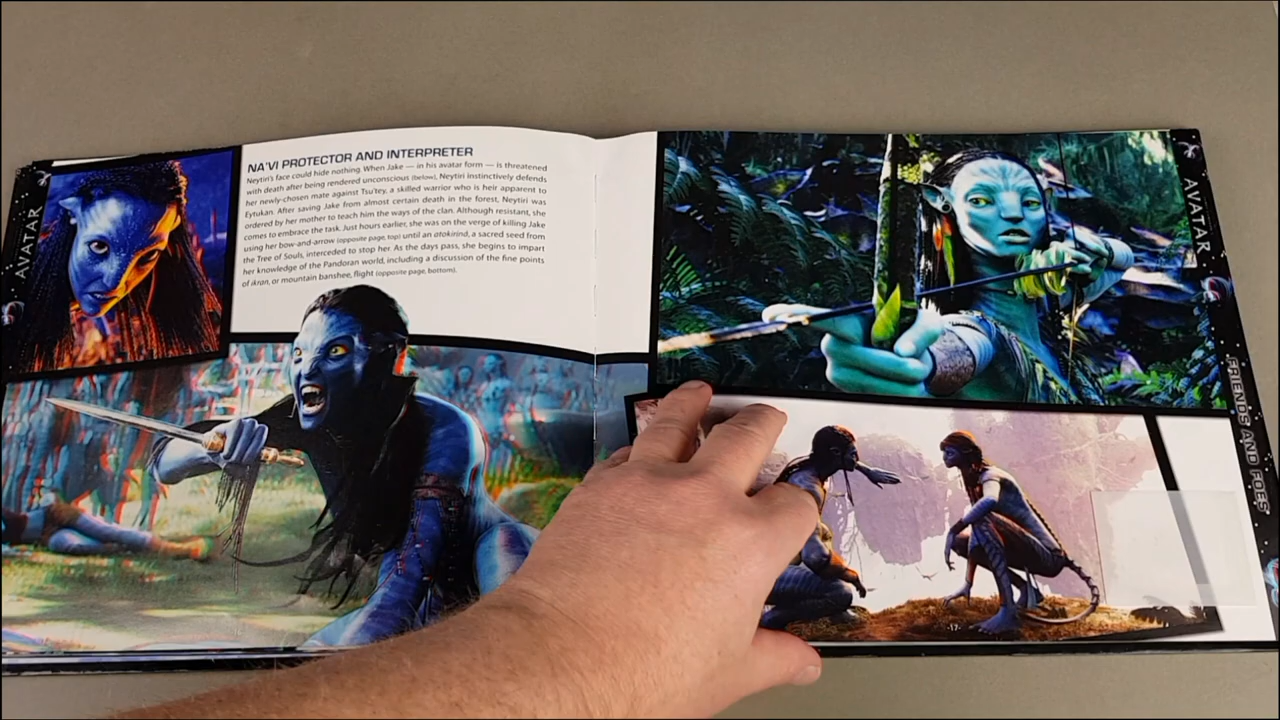 AVATAR
NA'VI PROTECTOR AND INTERPRETER
Neytiri's face could hide nothing. When Jake — in his avatar form — is threatened
with death after being rendered unconscious (below), Neytiri instinctively defends
her newly-chosen mate against Tsu'tey, a skilled warrior who is heir apparent to
Eytukan. After saving Jake from almost certain death in the forest, Neytiri was
ordered by her mother to teach him the ways of the clan. Although resistant, she
comes to embrace the task. Just hours earlier, she was on the verge of killing Jake
using her bow-and-arrow (opposite page, top) until an atokirina, a sacred seed from
the Tree of Souls, interceded to stop her. As the days pass, she begins to impart
her knowledge of the Pandoran world, including a discussion of the fine points
of ikran, or mountain banshee, flight (opposite page, bottom).
AVATAR
FRIENDS AND FOES
-17-